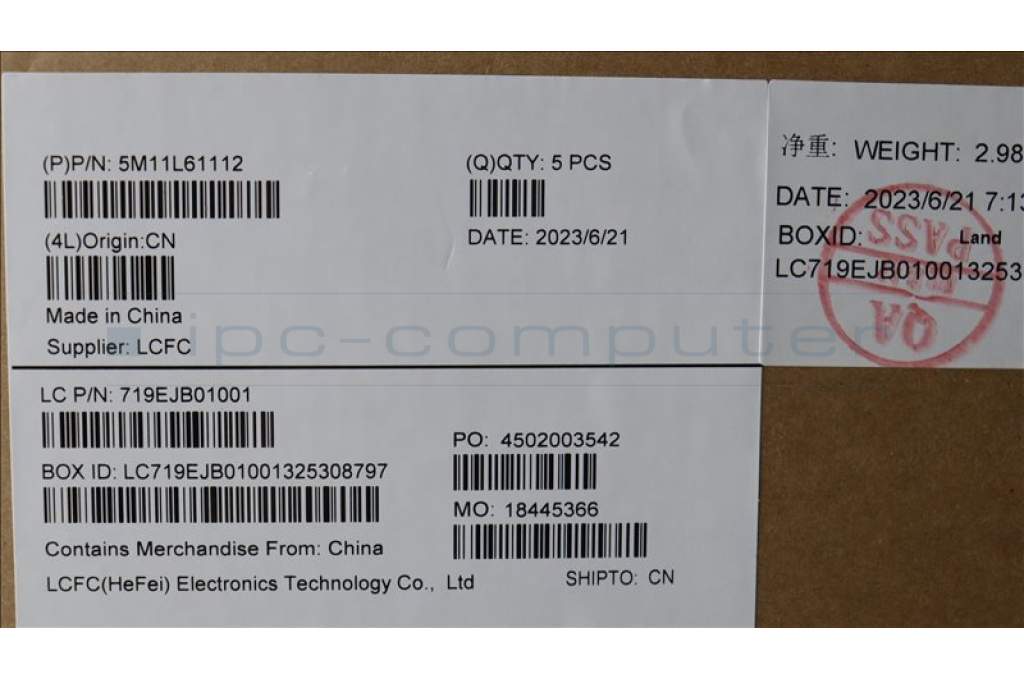 (P)P/N: 5M11L61112
(Q)QTY: 5 PCS
(4L)Origin:CN
DATE: 2023/6/21
Made in China
Supplier: LCFC
LC P/N: 719EJB01001
PO: 4502003542
BOX ID: LC719EJB01001325308797
MO: 18445366
Contains Merchandise From: China
LCFC(HeFei) Electronics Technology Co., Ltd
SHIPTO: CN
净重: WEIGHT: 2.98
DATE: 2023/6/21 7:13
BOXID: Land
LC719EJB010013253
PASS
QA
ipc-computer